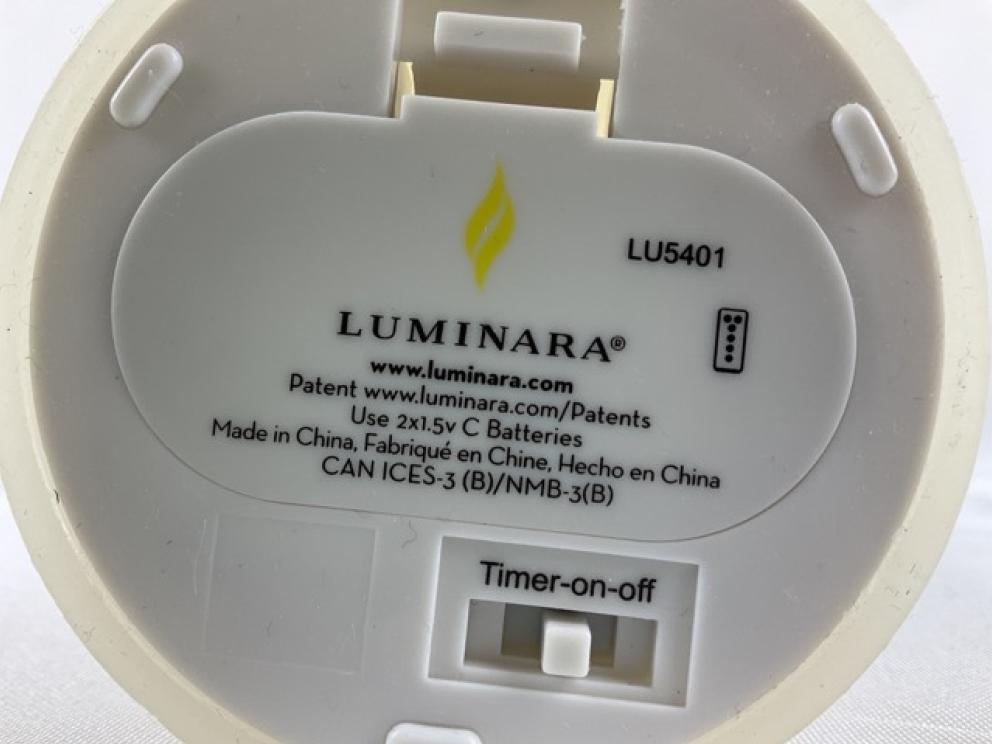 LU5401
LUMINARA®
www.luminara.com
Patent www.luminara.com/Patents
Use 2x1.5v C Batteries
Made in China, Fabriqué en Chine, Hecho en China
CAN ICES-3 (B)/NMB-3(B)
Timer-on-off